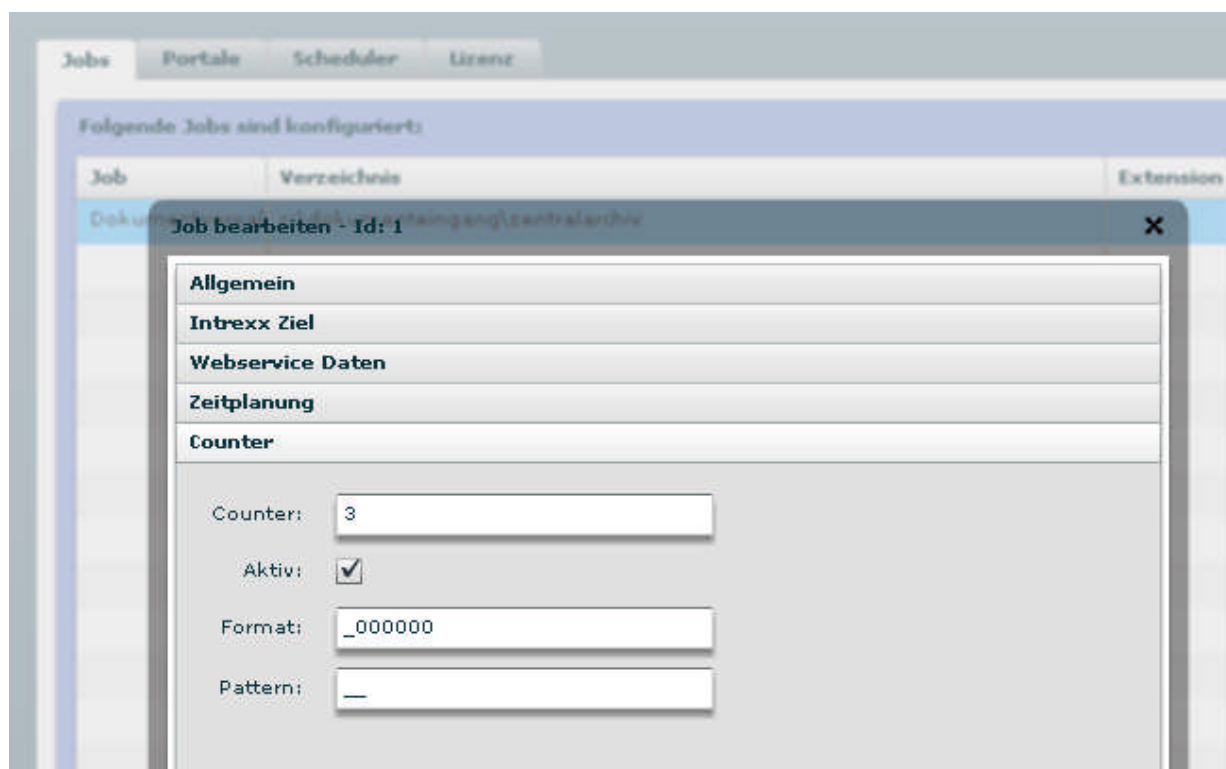 Jobs Portale Scheduler Lizenz
Folgende Jobs sind konfiguriert:
Job Verzeichnis Extension
Job bearbeiten - Id: 1
Allgemein
Intrexx Ziel
Webservice Daten
Zeitplanung
Counter
Counter: 3
Aktiv:
Format: _000000
Pattern: __